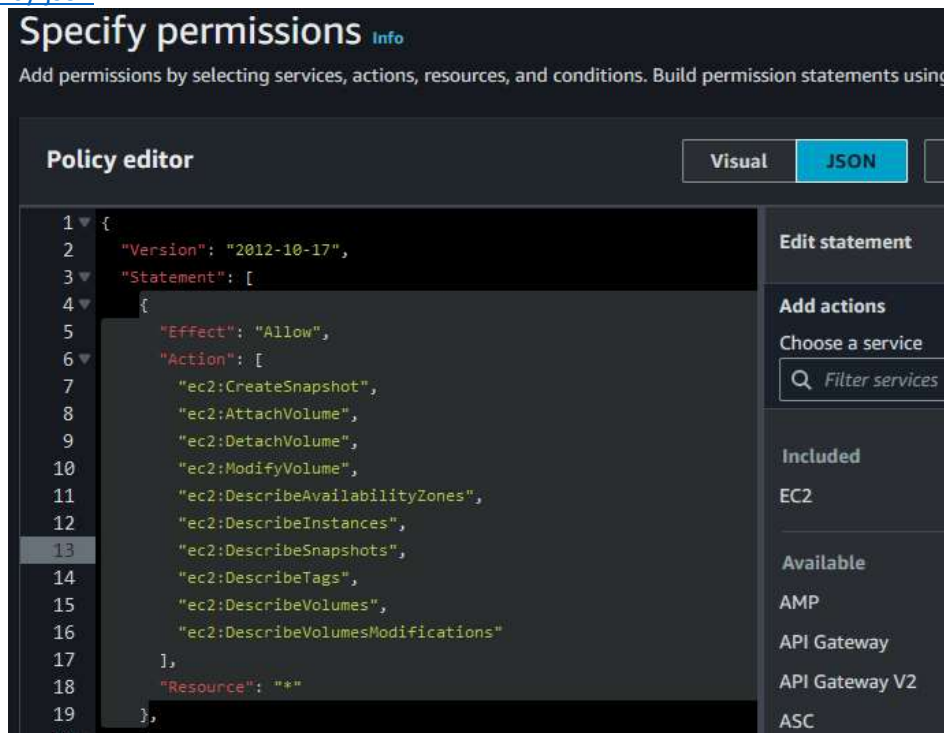 Specify permissions Info
Add permissions by selecting services, actions, resources, and conditions. Build permission statements using
Policy editor
Visual
JSON
1 {
2 "Version": "2012-10-17",
3 "Statement": [
4 {
5 "Effect": "Allow",
6 "Action": [
7 "ec2:CreateSnapshot",
8 "ec2:AttachVolume",
9 "ec2:DetachVolume",
10 "ec2:ModifyVolume",
11 "ec2:DescribeAvailabilityZones",
12 "ec2:DescribeInstances",
13 "ec2:DescribeSnapshots",
14 "ec2:DescribeTags",
15 "ec2:DescribeVolumes",
16 "ec2:DescribeVolumesModifications"
17 ],
18 "Resource": "*"
19 },
Edit statement
Add actions
Choose a service
Filter services
Included
EC2
Available
AMP
API Gateway
API Gateway V2
ASC